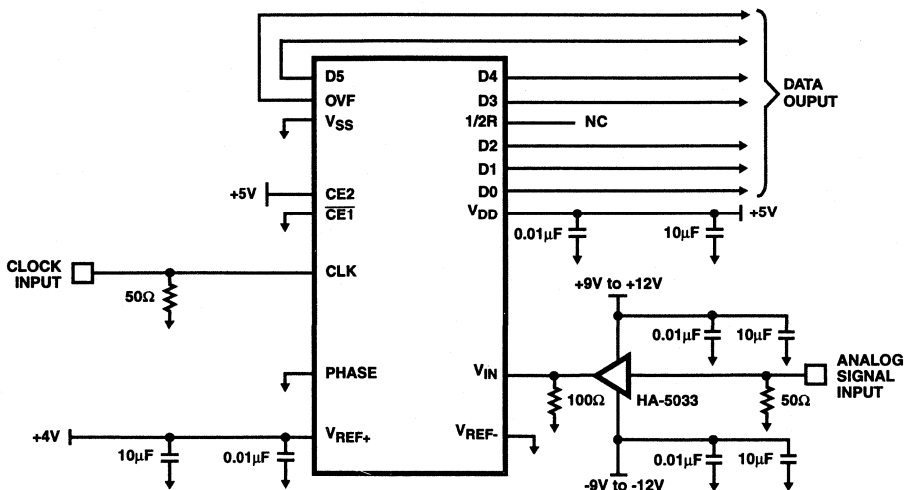 D5
OVF
VSS
+5V
CE2
CE1
CLOCK
INPUT
50Ω
CLK
PHASE
+4V
10µF
0.01µF
VREF+
D4
D3
1/2R
NC
D2
D1
D0
VDD
+5V
0.01µF
10µF
DATA
OUPUT
+9V to +12V
0.01µF
10µF
VIN
100Ω
HA-5033
50Ω
ANALOG
SIGNAL
INPUT
VREF-
0.01µF
10µF
-9V to -12V